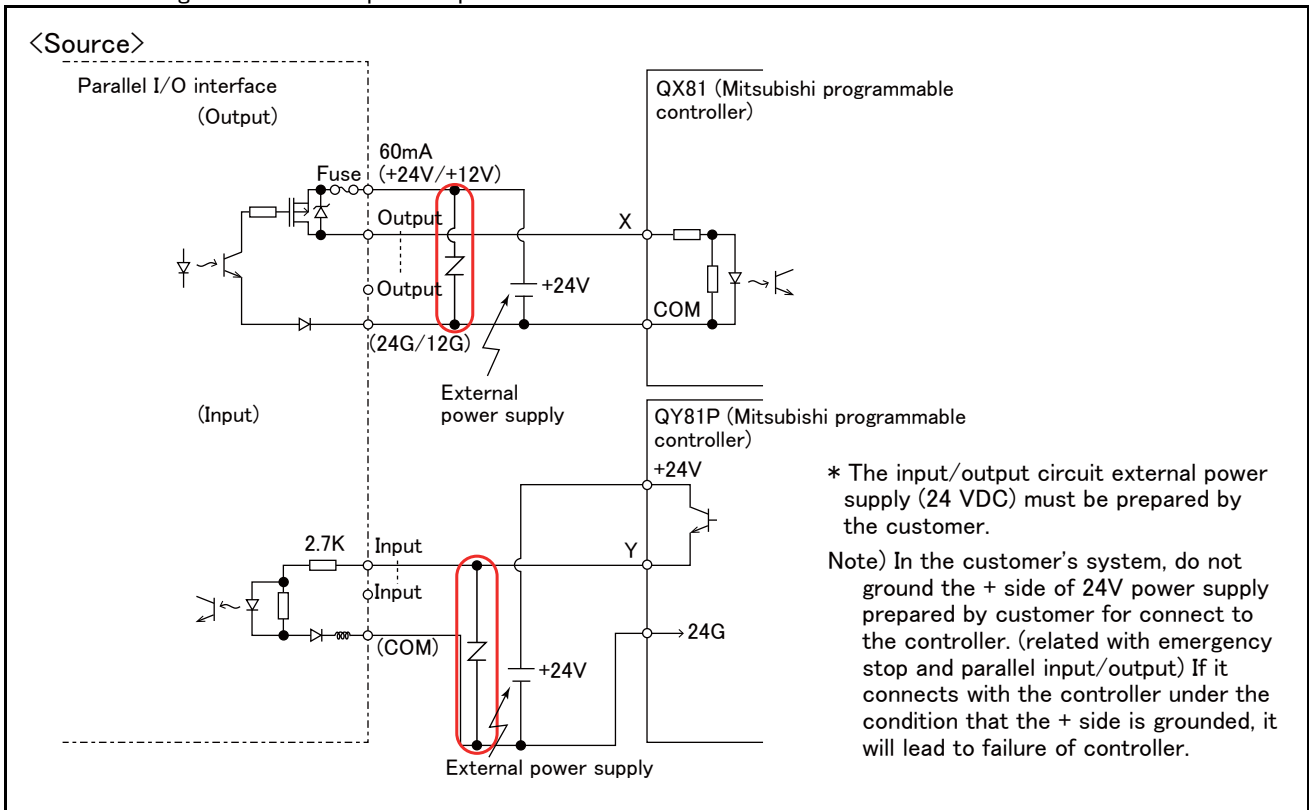 <Source>
Parallel I/O interface
(Output)
QX81 (Mitsubishi programmable
controller)
60mA
(+24V/+12V)
Fuse
Output
X
Output
+24V
COM
(24G/12G)
External
power supply
(Input)
QY81P (Mitsubishi programmable
controller)
+24V
2.7K
Input
Y
Input
(COM)
24G
+24V
External power supply
* The input/output circuit external power
supply (24 VDC) must be prepared by
the customer.
Note) In the customer's system, do not
ground the + side of 24V power supply
prepared by customer for connect to
the controller. (related with emergency
stop and parallel input/output) If it
connects with the controller under the
condition that the + side is grounded, it
will lead to failure of controller.